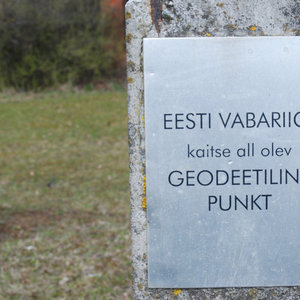 EESTI VABARIIG
kaitse all olev
GEODEETILIN
PUNKT